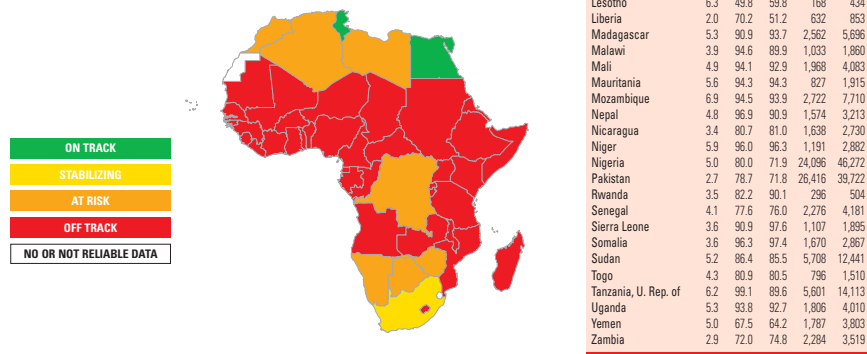 ON TRACK
STABILIZING
AT RISK
OFF TRACK
NO OR NOT RELIABLE DATA
Lesotho 6.3 49.8 59.8 168 434
Liberia 2.0 70.2 51.2 632 853
Madagascar 5.3 90.9 93.7 2,562 5,696
Malawi 3.9 94.6 89.9 1,033 1,860
Mali 4.9 94.1 92.9 1,968 4,083
Mauritania 5.6 94.3 94.3 827 1,915
Mozambique 6.9 94.5 93.9 2,722 7,710
Nepal 4.8 96.9 90.9 1,574 3,213
Nicaragua 3.4 80.7 81.0 1,638 2,730
Niger 5.9 96.0 96.3 1,191 2,882
Nigeria 5.0 80.0 71.9 24,096 46,272
Pakistan 2.7 78.7 71.8 26,416 39,722
Rwanda 3.5 82.2 90.1 296 504
Senegal 4.1 77.6 76.0 2,276 4,181
Sierra Leone 3.6 90.9 97.6 1,107 1,895
Somalia 3.6 96.3 97.4 1,670 2,867
Sudan 5.2 86.4 85.5 5,708 12,441
Togo 4.3 80.9 80.5 796 1,510
Tanzania, U. Rep. of 6.2 99.1 89.6 5,601 14,113
Uganda 5.3 93.8 92.7 1,806 4,010
Yemen 5.0 67.5 64.2 1,787 3,803
Zambia 2.9 72.0 74.8 2,284 3,519